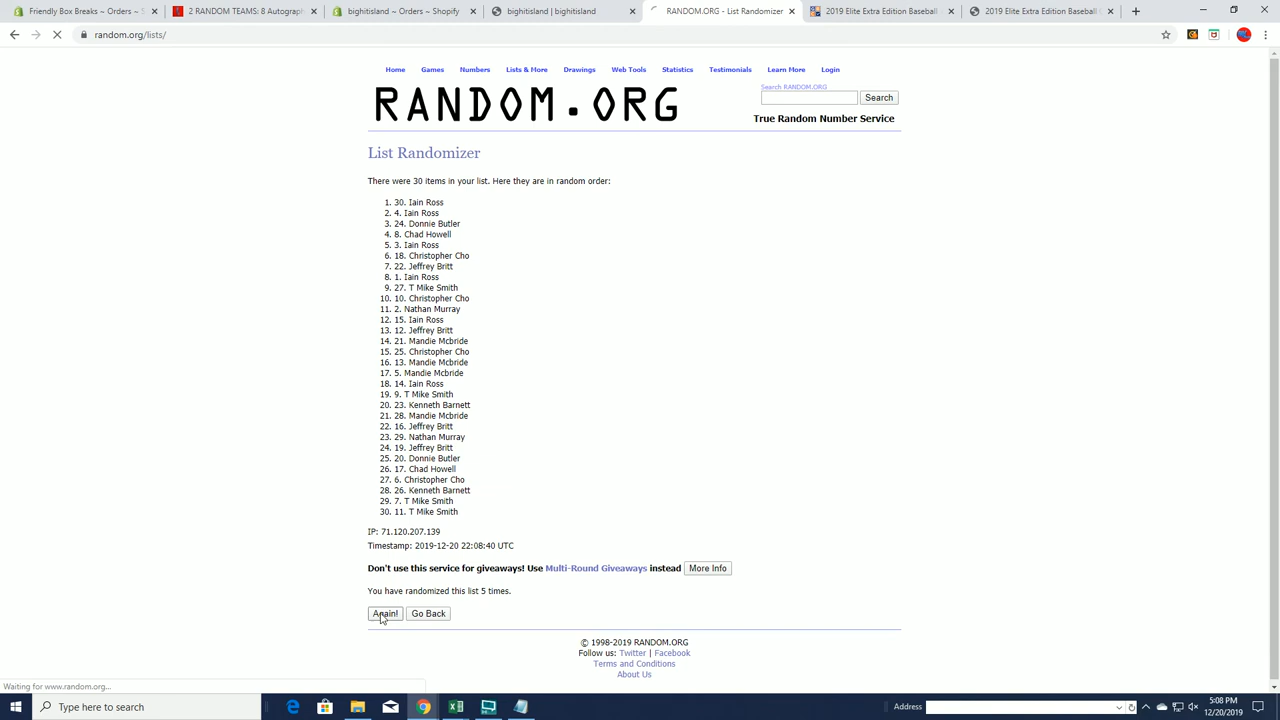 Friendly Box Breaks ~ Orders ~ S
2 RANDOM TEAMS: 8 Autograph
bightisland ~ Orders ~ Shopify
bightisland | bightisland
RANDOM.ORG - List Randomizer
2019 Elite Extra Edition Baseball
2019 Elite Extra Edition Baseball C
random.org/lists/
Home Games Numbers Lists & More Drawings Web Tools Statistics Testimonials Learn More Login
RANDOM.ORG
Search RANDOM.ORG
Search
True Random Number Service
List Randomizer
There were 30 items in your list. Here they are in random order:
1. 30. Iain Ross
2. 4. Iain Ross
3. 24. Donnie Butler
4. 8. Chad Howell
5. 3. Iain Ross
6. 18. Christopher Cho
7. 22. Jeffrey Britt
8. 1. Iain Ross
9. 27. T Mike Smith
10. 10. Christopher Cho
11. 2. Nathan Murray
12. 15. Iain Ross
13. 12. Jeffrey Britt
14. 21. Mandie Mcbride
15. 25. Christopher Cho
16. 13. Mandie Mcbride
17. 5. Mandie Mcbride
18. 14. Iain Ross
19. 9. T Mike Smith
20. 23. Kenneth Barnett
21. 28. Mandie Mcbride
22. 16. Jeffrey Britt
23. 29. Nathan Murray
24. 19. Jeffrey Britt
25. 20. Donnie Butler
26. 17. Chad Howell
27. 6. Christopher Cho
28. 26. Kenneth Barnett
29. 7. T Mike Smith
30. 11. T Mike Smith
IP: 71.120.207.139
Timestamp: 2019-12-20 22:08:40 UTC
Don't use this service for giveaways! Use Multi-Round Giveaways instead More Info
You have randomized this list 5 times.
Again! Go Back
© 1998-2019 RANDOM.ORG
Follow us: Twitter | Facebook
Terms and Conditions
About Us
Waiting for www.random.org...
Type here to search
Address
5:08 PM
12/20/2019